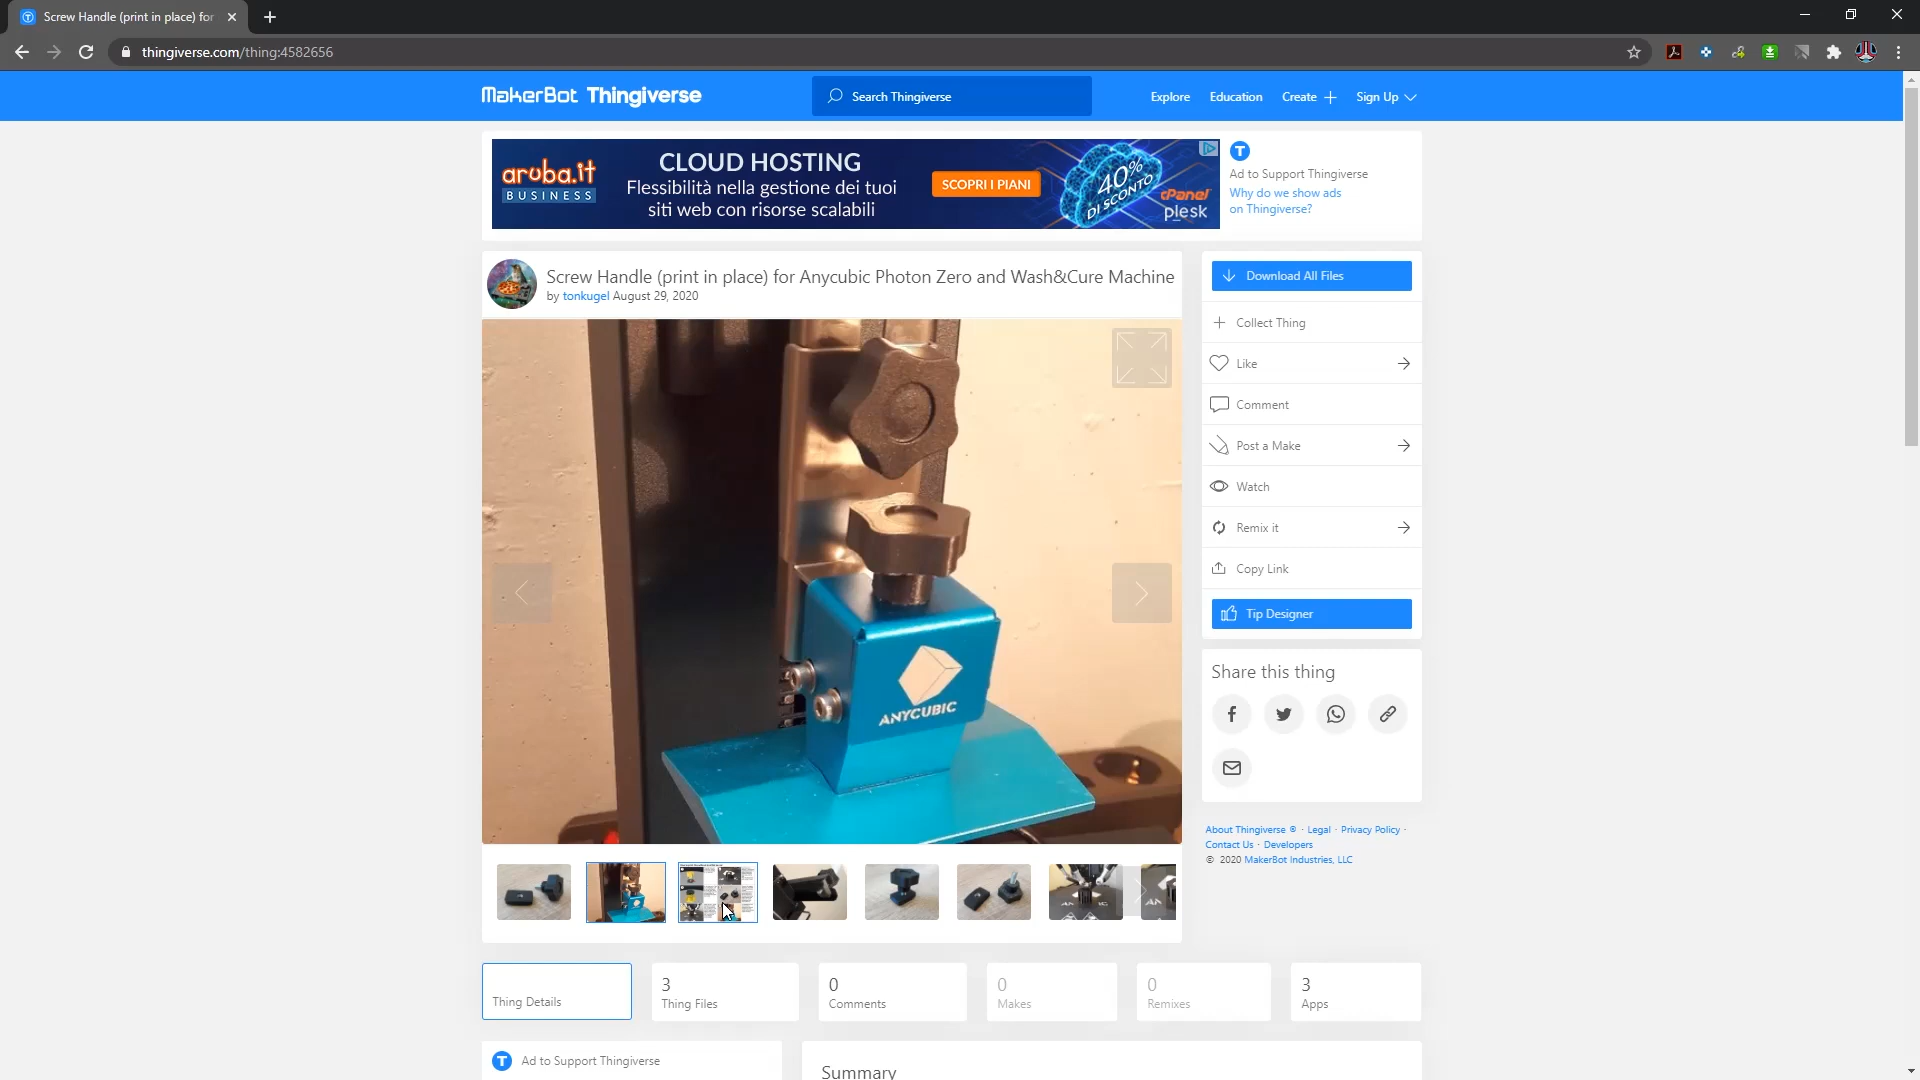 Screw Handle (print in place) for
thingiverse.com/thing:4582656
MakerBot Thingiverse
Search Thingiverse
Explore
Education
Create
Sign Up
aruba.it
BUSINESS
CLOUD HOSTING
Flessibilità nella gestione dei tuoi
siti web con risorse scalabili
SCOPRI I PIANI
40%
DI SCONTO
cPanel
plesk
Ad to Support Thingiverse
Why do we show ads
on Thingiverse?
Screw Handle (print in place) for Anycubic Photon Zero and Wash&Cure Machine
by tonkugel August 29, 2020
ANYCUBIC
Download All Files
Collect Thing
Like
Comment
Post a Make
Watch
Remix it
Copy Link
Tip Designer
Share this thing
About Thingiverse ® · Legal · Privacy Policy ·
Contact Us · Developers
© 2020 MakerBot Industries, LLC
Thing Details
3
Thing Files
0
Comments
0
Makes
0
Remixes
3
Apps
Ad to Support Thingiverse
Summary